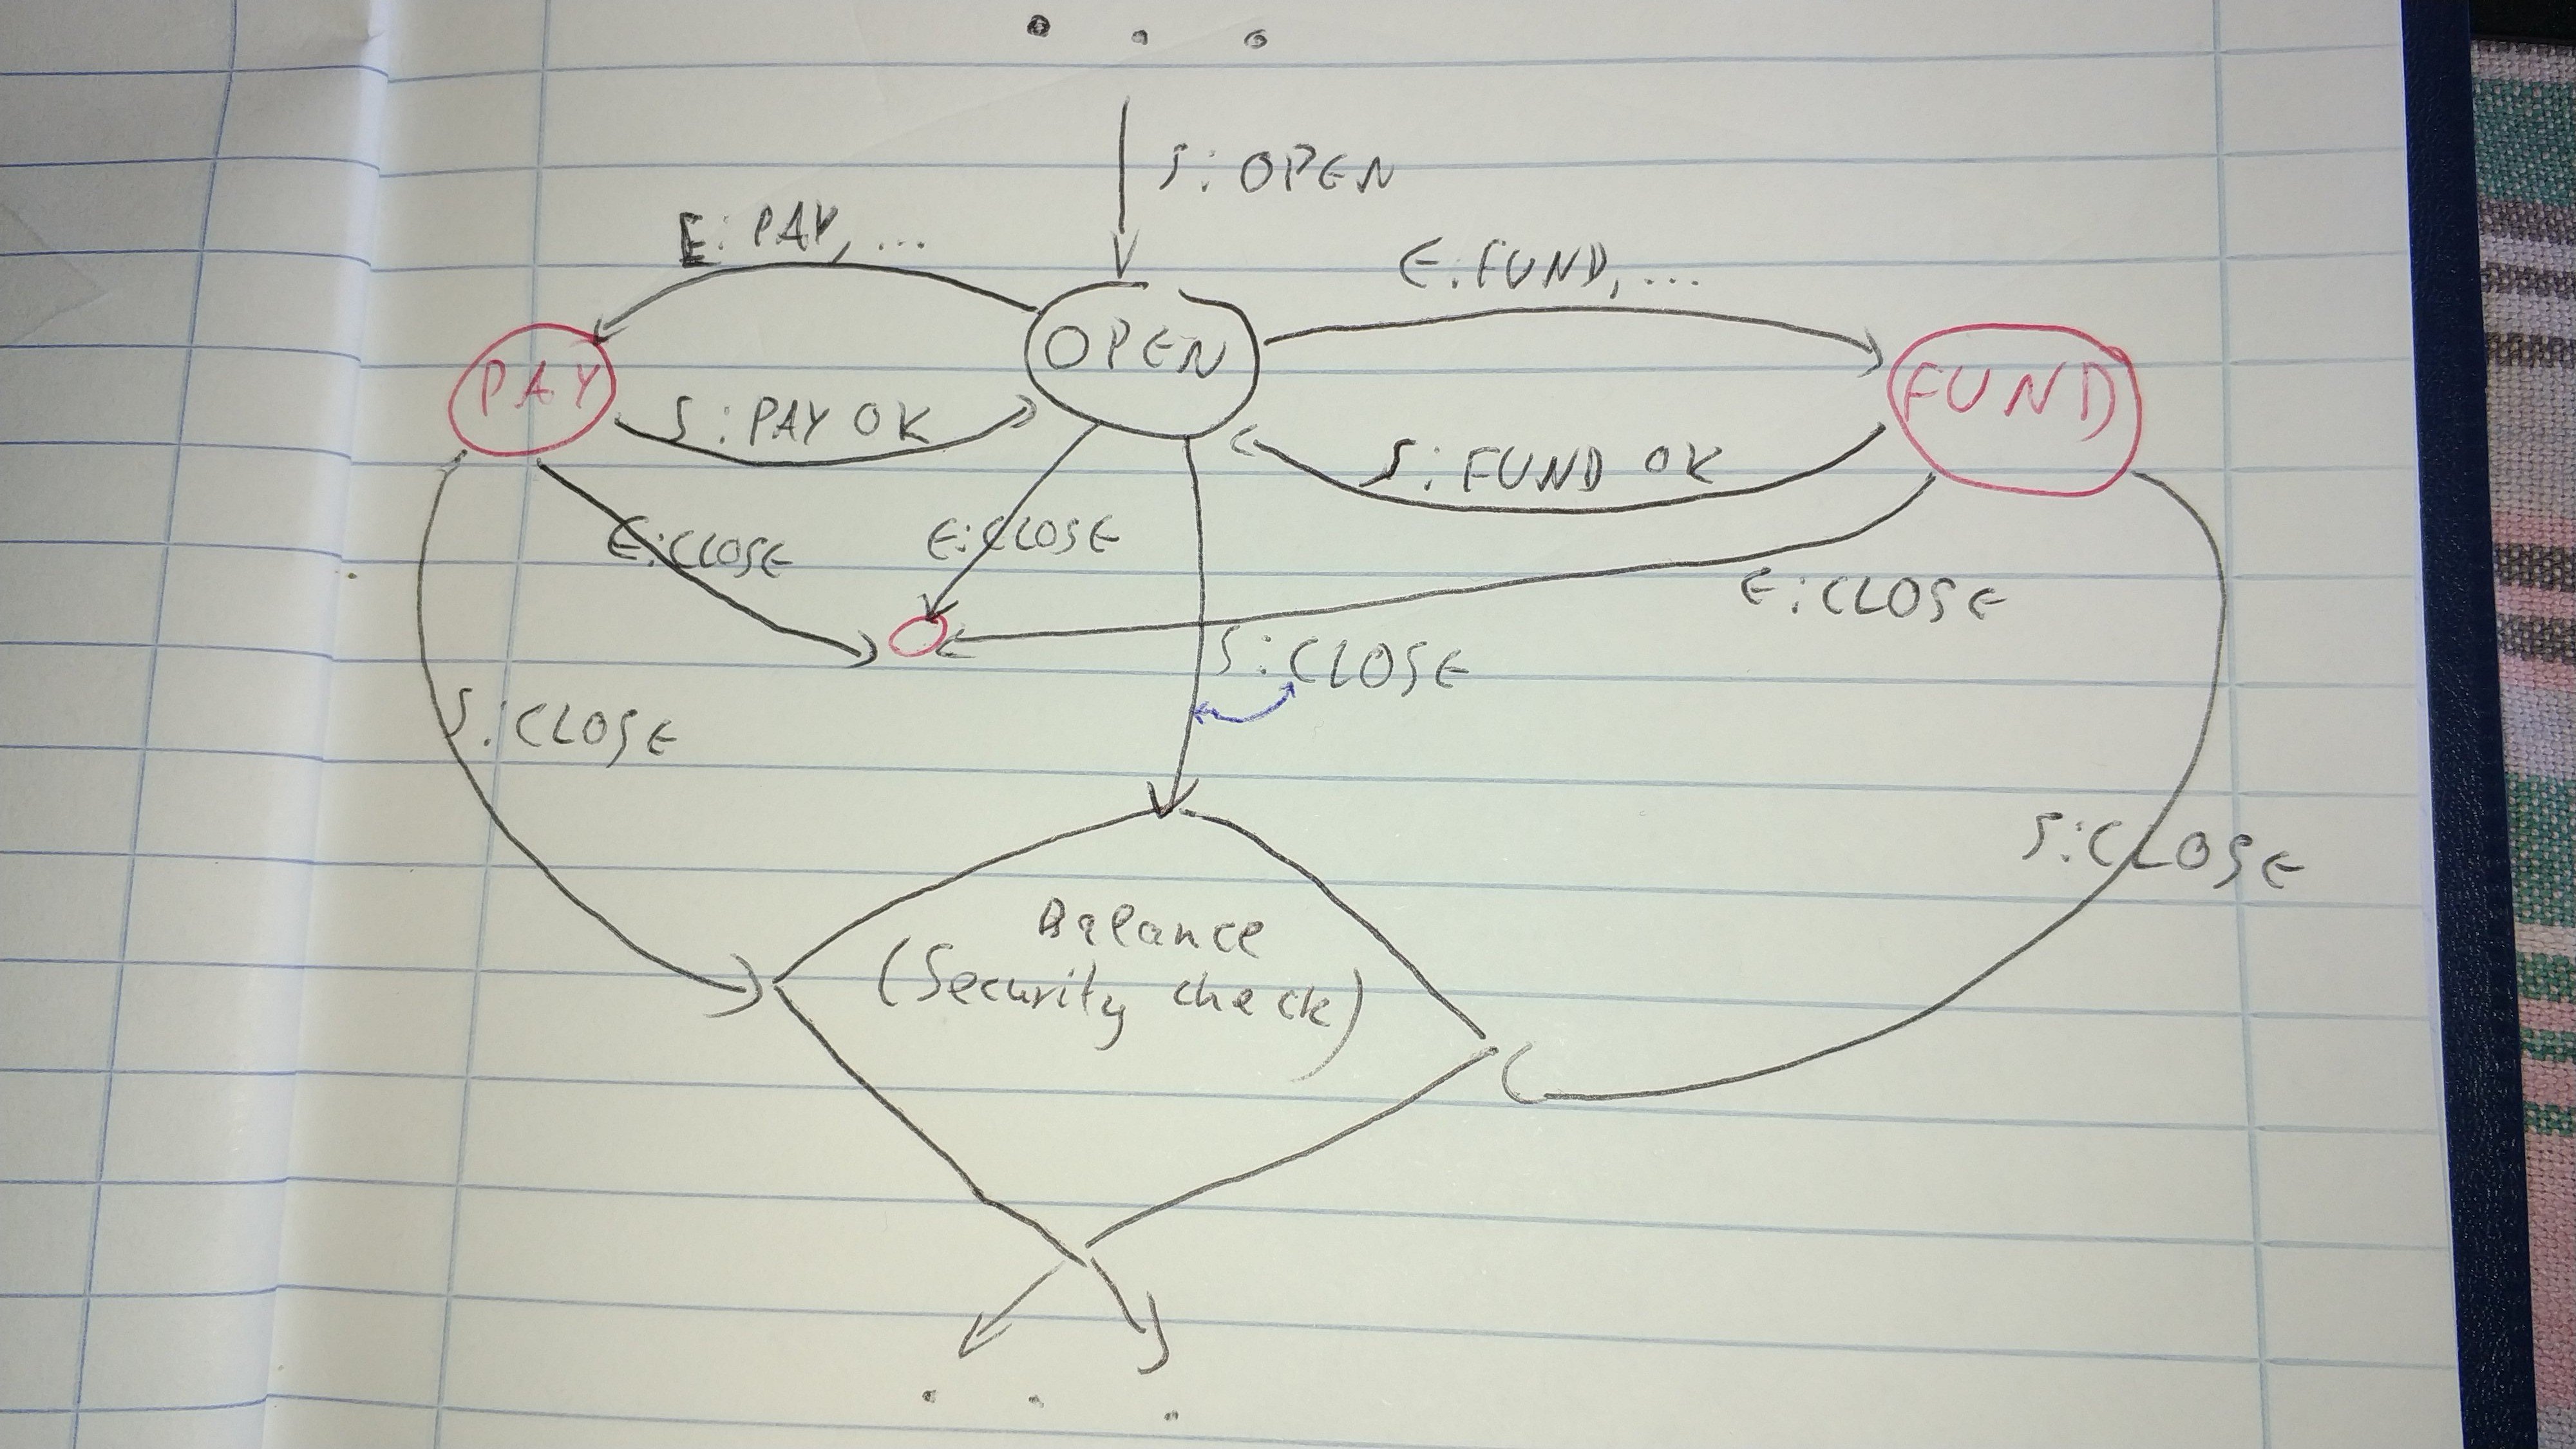 . . .
S: OPEN
E: PAY, ...
E: FUND, ...
PAY
OPEN
FUND
S: PAY OK
S: FUND OK
E: CLOSE
E: CLOSE
E: CLOSE
S: CLOSE
S: CLOSE
S: CLOSE
Balance
(Security check)
. . .